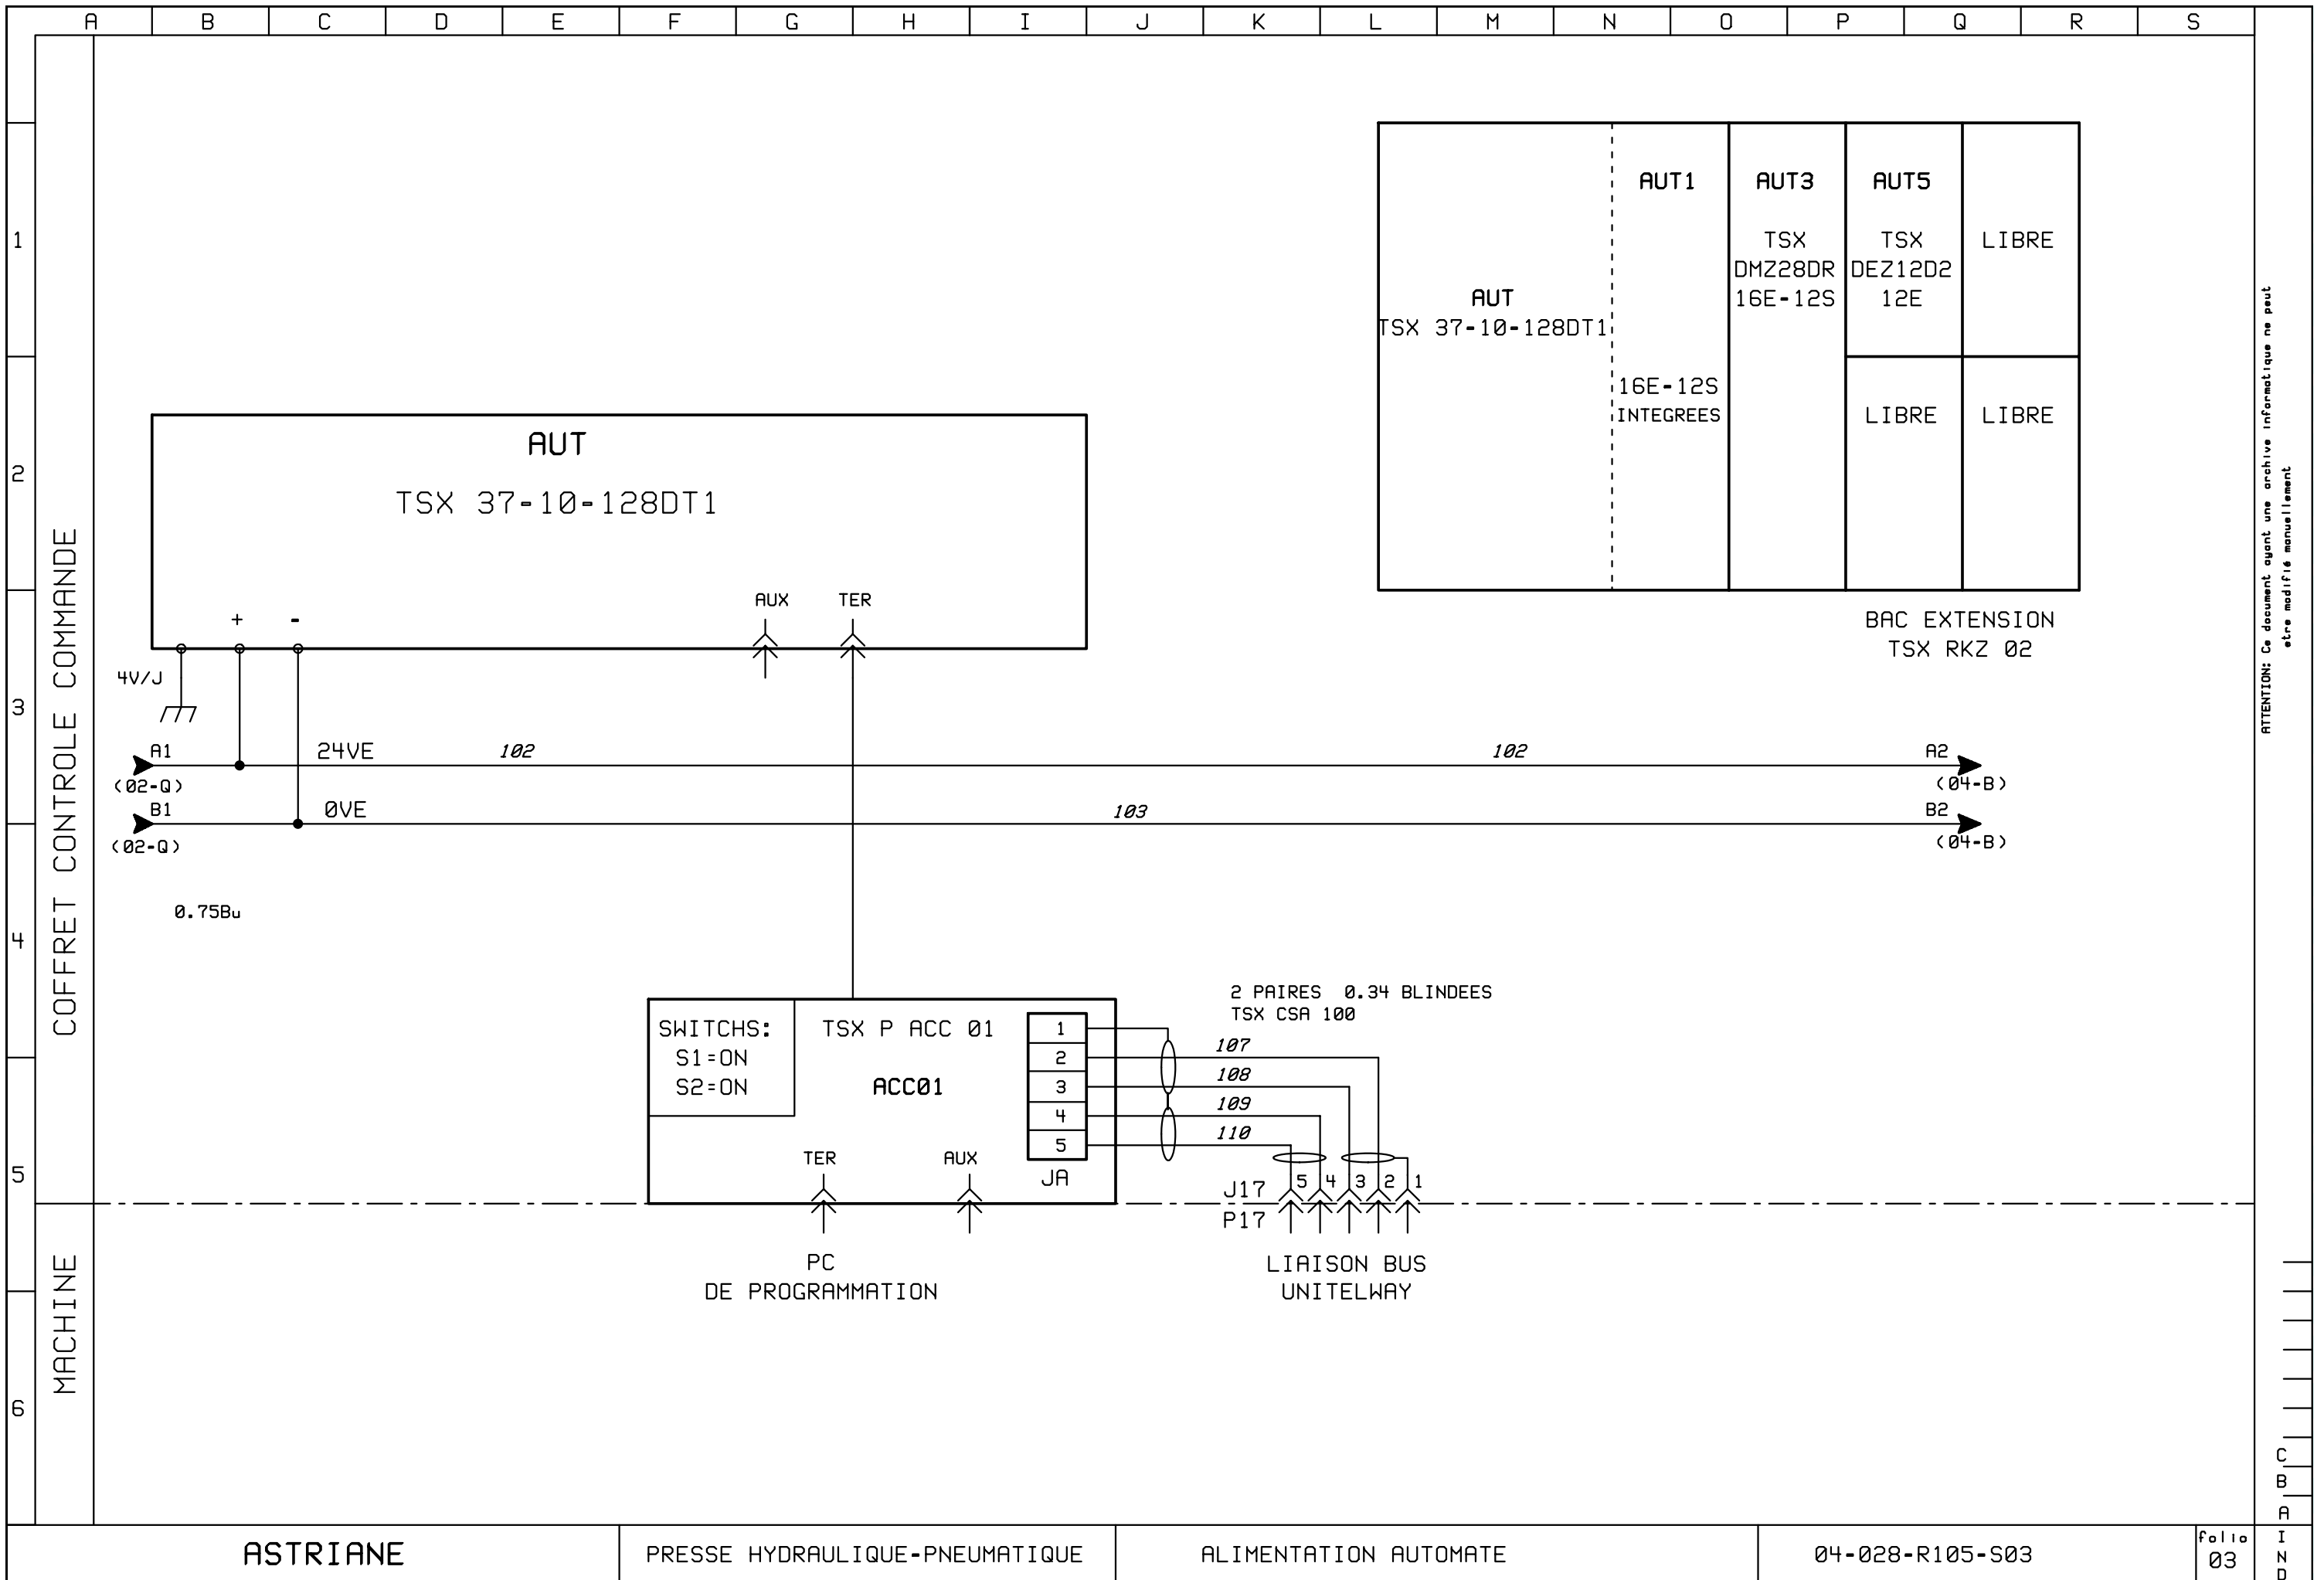 A B C D E F G H I J K L M N O P Q R S
1
2
3
4
5
6
COFFRET CONTROLE COMMANDE
MACHINE
AUT
TSX 37-10-128DT1
AUT1
16E-12S
INTEGREES
AUT3
TSX
DMZ28DR
16E-12S
AUT5
TSX
DEZ12D2
12E
LIBRE
LIBRE
LIBRE
BAC EXTENSION
TSX RKZ 02
AUT
TSX 37-10-128DT1
+ -
AUX TER
4V/J
A1 24VE 102 102 A2
(02-Q) (04-B)
B1 0VE 103 B2
(02-Q) (04-B)
0.75Bu
2 PAIRES 0.34 BLINDEES
TSX CSA 100
SWITCHS:
S1=ON
S2=ON
TSX P ACC 01
ACC01
1
2
3
4
5
JA
107
108
109
110
TER AUX
J17 5 4 3 2 1
P17
PC
DE PROGRAMMATION
LIAISON BUS
UNITELWAY
ATTENTION: Ce document ayant une archive informatique ne peut
etre modifié manuellement
C
B
A
I
N
D
ASTRIANE
PRESSE HYDRAULIQUE-PNEUMATIQUE
ALIMENTATION AUTOMATE
04-028-R105-S03
folio
03